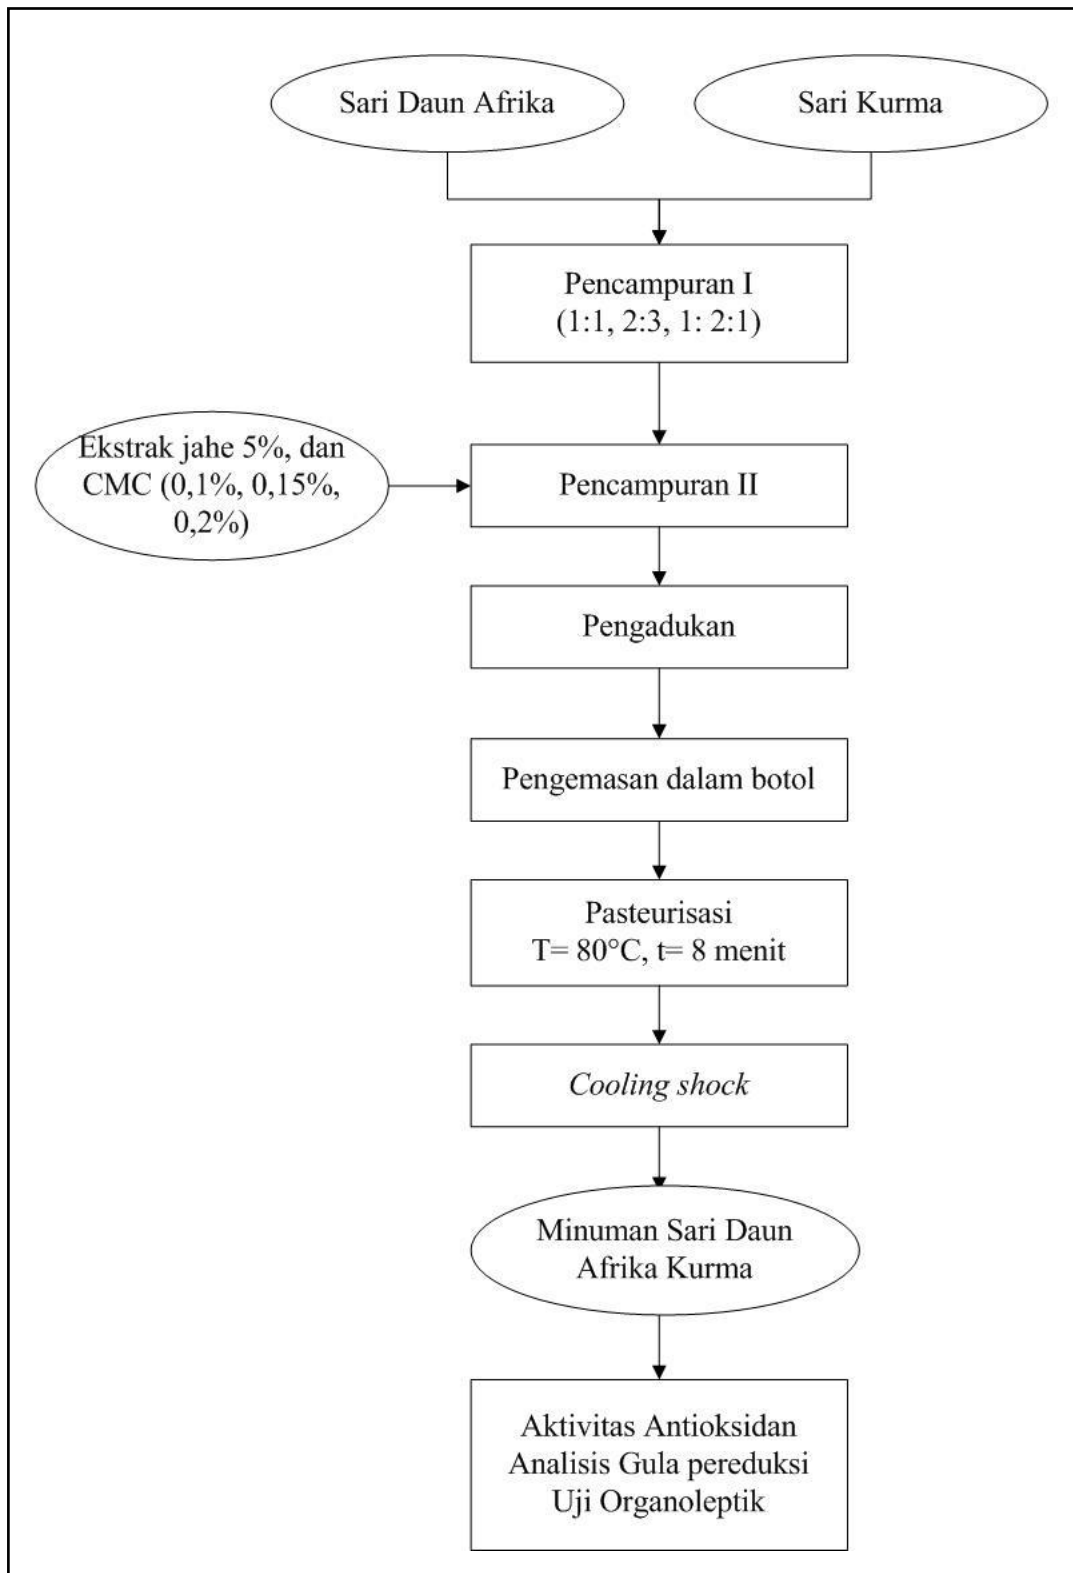 Sari Daun Afrika
Sari Kurma
Pencampuran I
(1:1, 2:3, 1: 2:1)
Ekstrak jahe 5%, dan
CMC (0,1%, 0,15%,
0,2%)
Pencampuran II
Pengadukan
Pengemasan dalam botol
Pasteurisasi
T= 80°C, t= 8 menit
Cooling shock
Minuman Sari Daun
Afrika Kurma
Aktivitas Antioksidan
Analisis Gula pereduksi
Uji Organoleptik